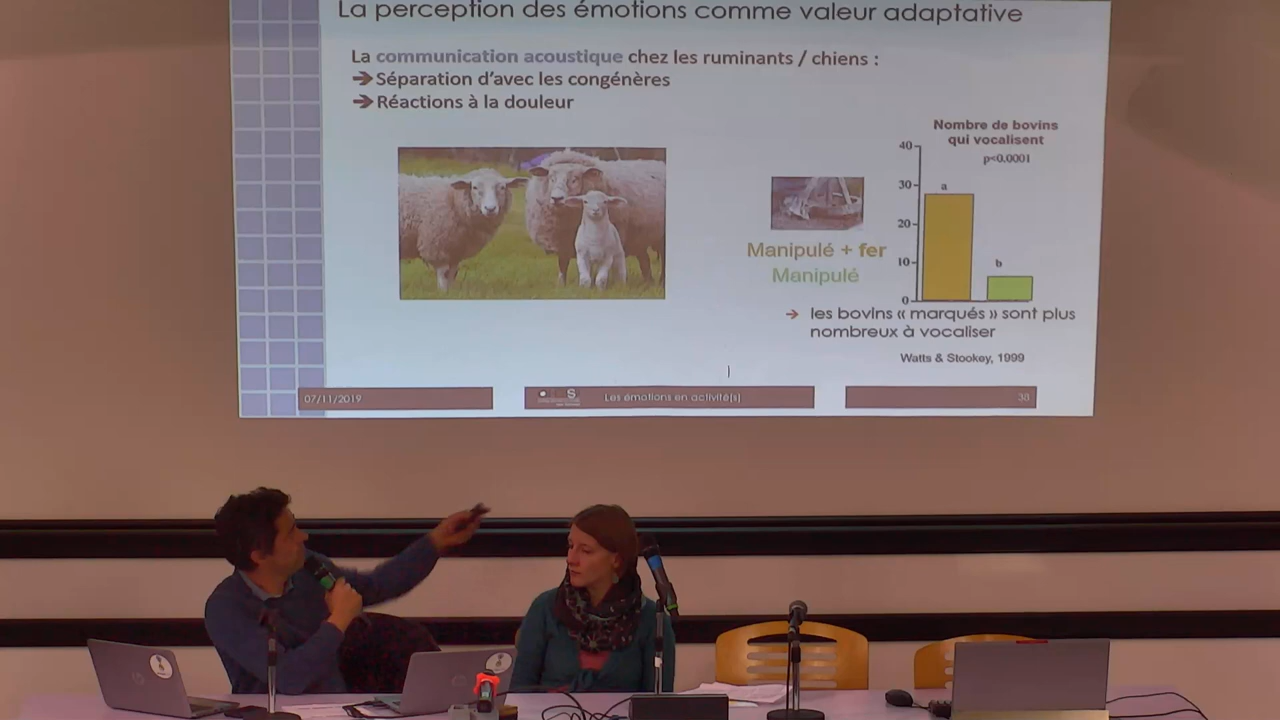 La perception des émotions comme valeur adaptative
La communication acoustique chez les ruminants / chiens :
➔ Séparation d'avec les congénères
➔ Réactions à la douleur
Nombre de bovins
qui vocalisent
p<0.0001
40
30
20
10
0
a
b
Manipulé + fer
Manipulé
➔ les bovins « marqués » sont plus
nombreux à vocaliser
Watts & Stookey, 1999
07/11/2019
Les émotions en activité(s)
38